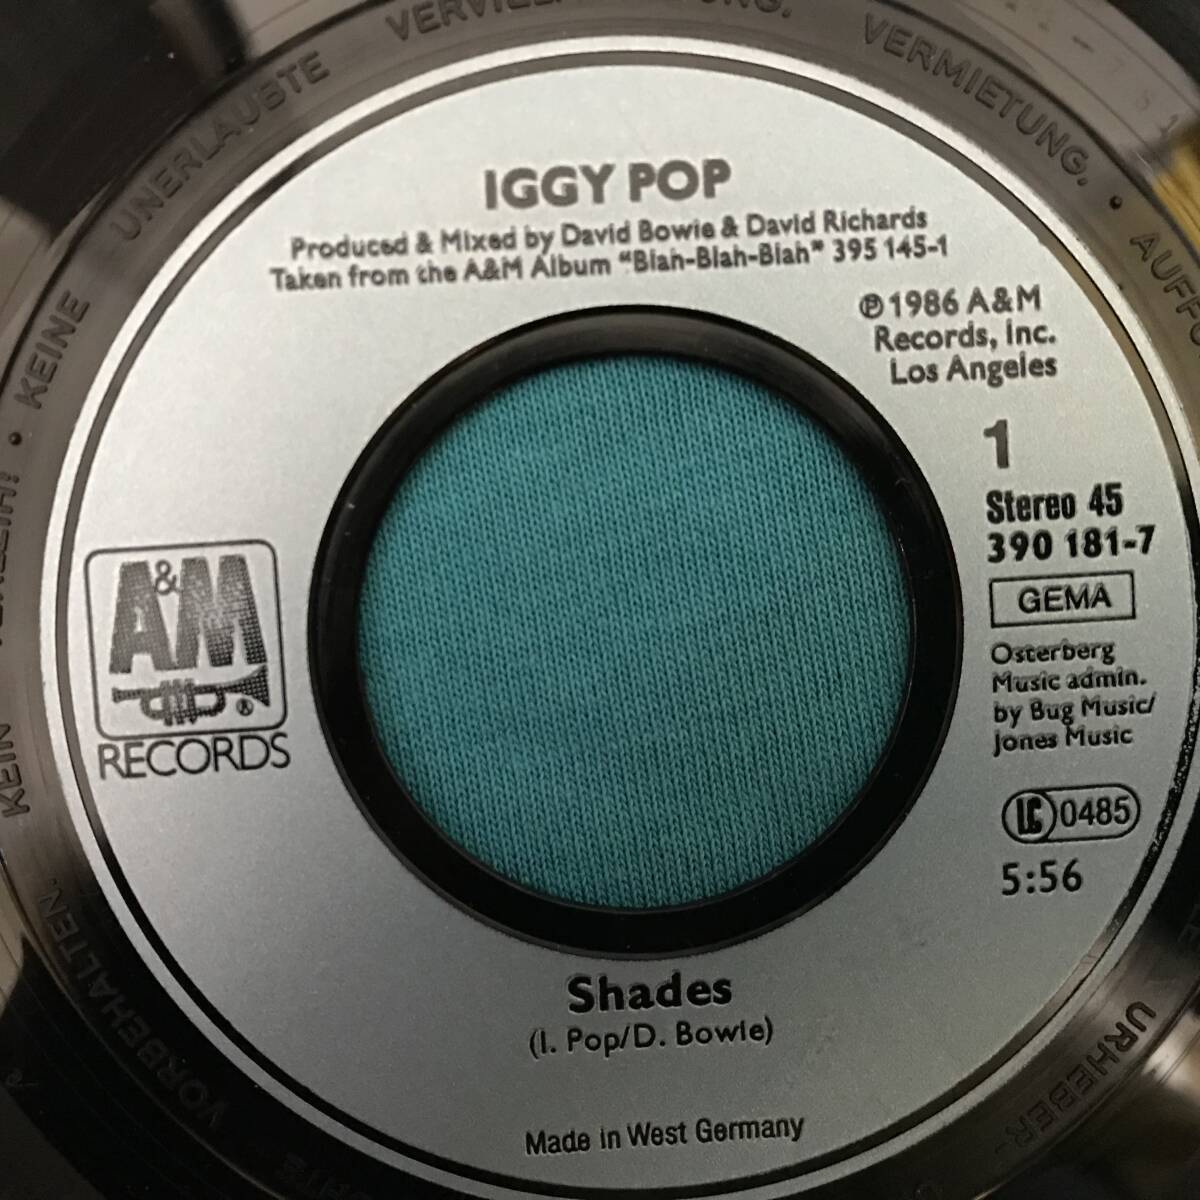 IGGY POP
Produced & Mixed by David Bowie & David Richards
Taken from the A&M Album "Blah-Blah-Blah" 395 145-1
℗ 1986 A&M
Records, Inc.
Los Angeles
1
Stereo 45
390 181-7
GEMA
Osterberg
Music admin.
by Bug Music/
Jones Music
LC 0485
5:56
A&M
®
RECORDS
Shades
(I. Pop/D. Bowie)
Made in West Germany
KEINE UNERLAUBTE
VERMIETUNG,
URHEBER-
VORBEHALTEN.
KEIN